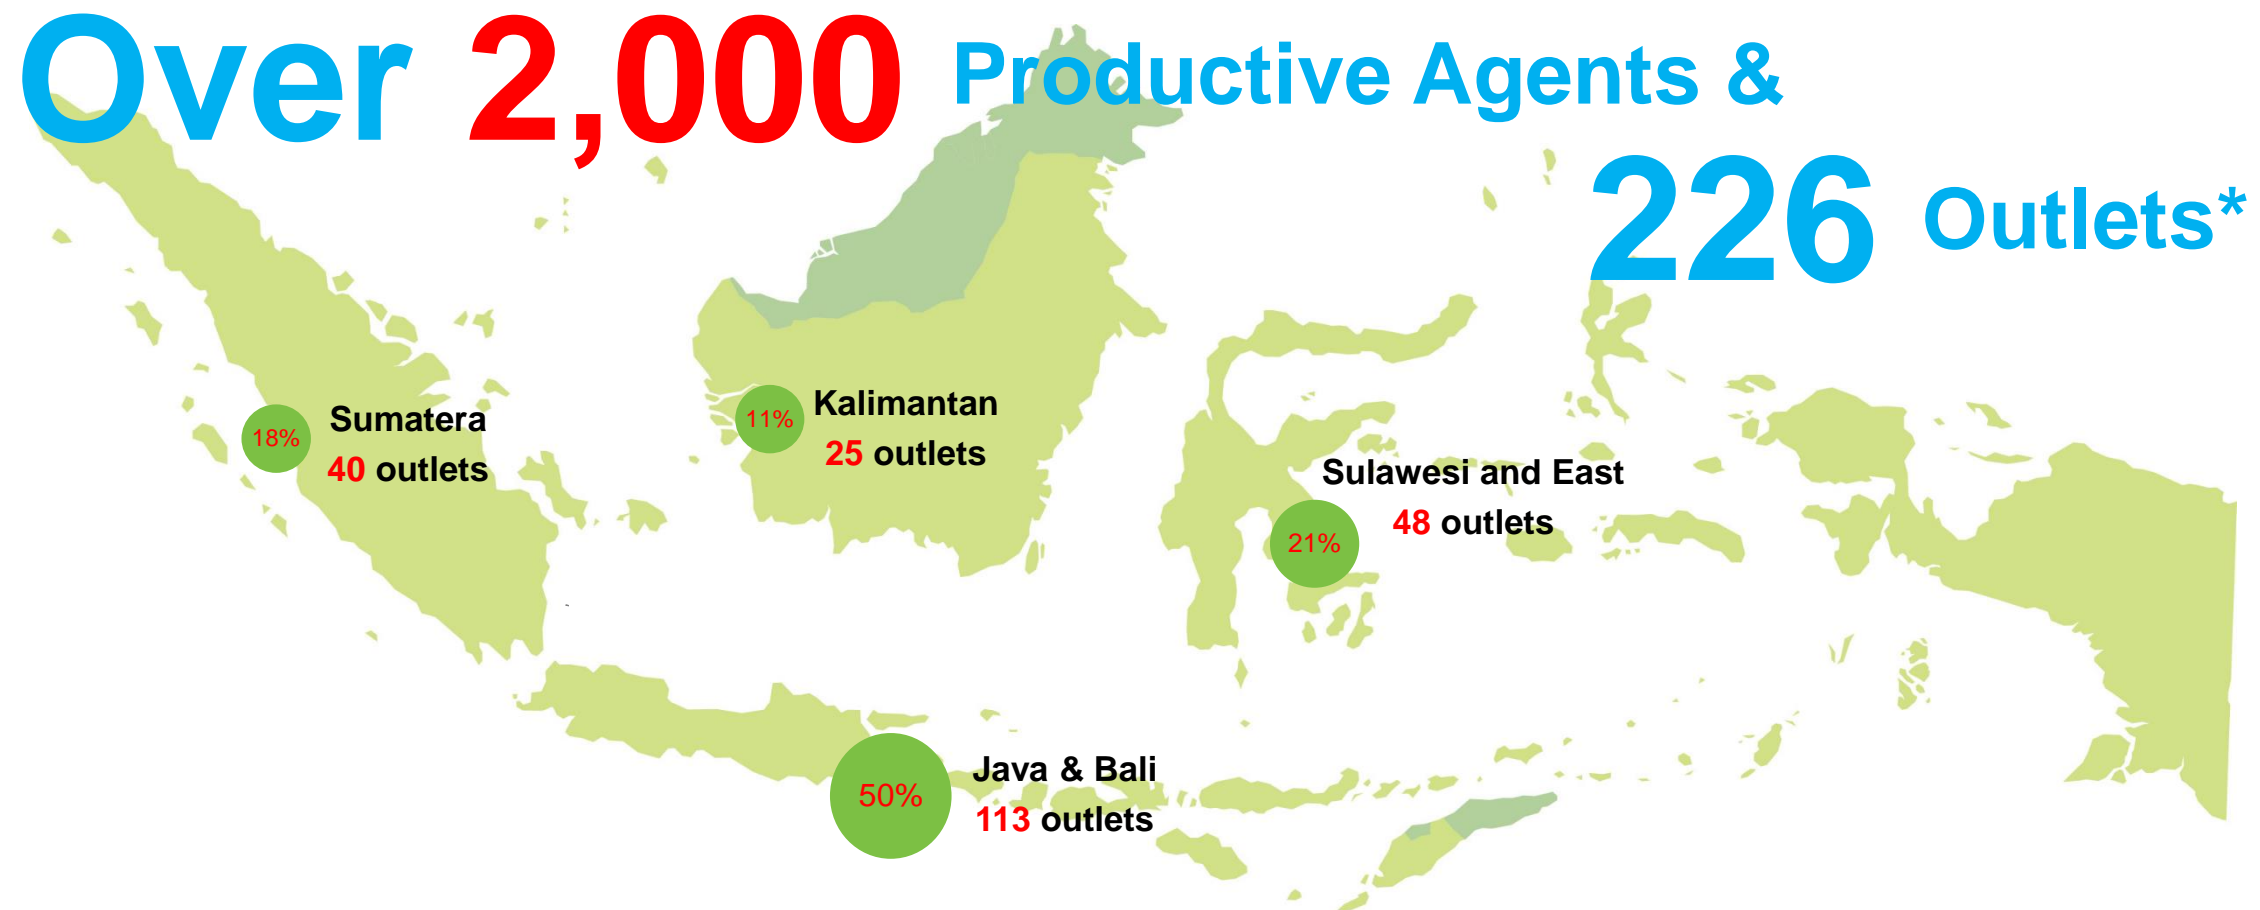 Over 2,000 Productive Agents &
226 Outlets*
Kalimantan
11%
25 outlets
Sumatera
18%
40 outlets
Sulawesi and East
48 outlets
21%
Java & Bali
50%
113 outlets